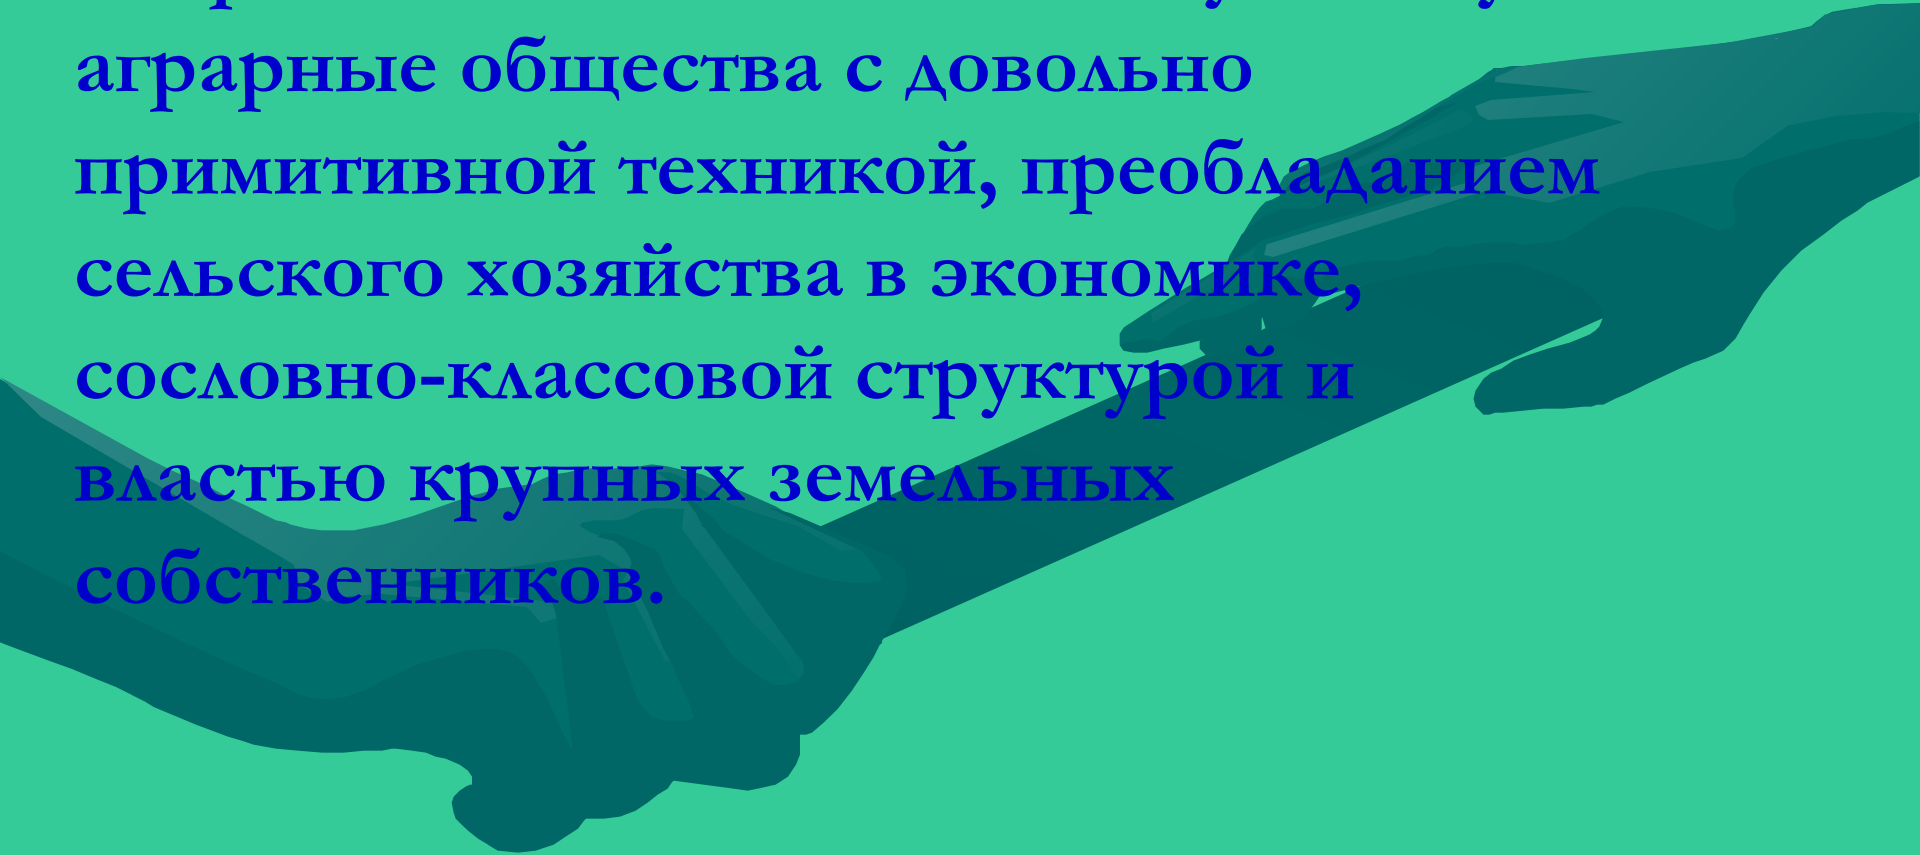 аграрные общества с довольно
примитивной техникой, преобладанием
сельского хозяйства в экономике,
сословно-классовой структурой и
властью крупных земельных
собственников.